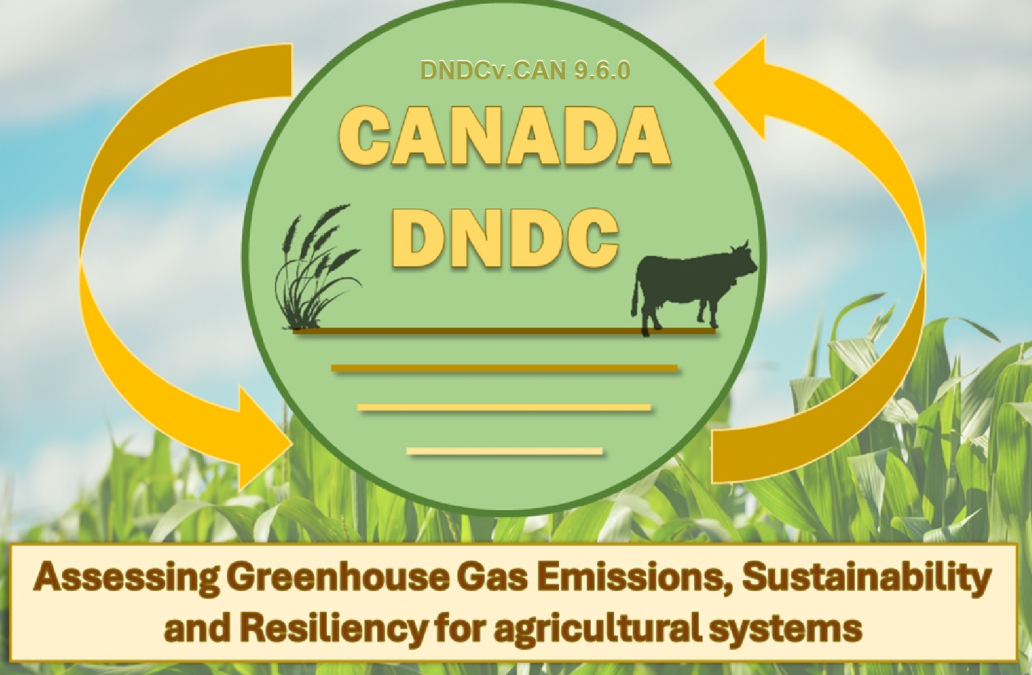 DNDCv.CAN 9.6.0
CANADA
DNDC
Assessing Greenhouse Gas Emissions, Sustainability
and Resiliency for agricultural systems